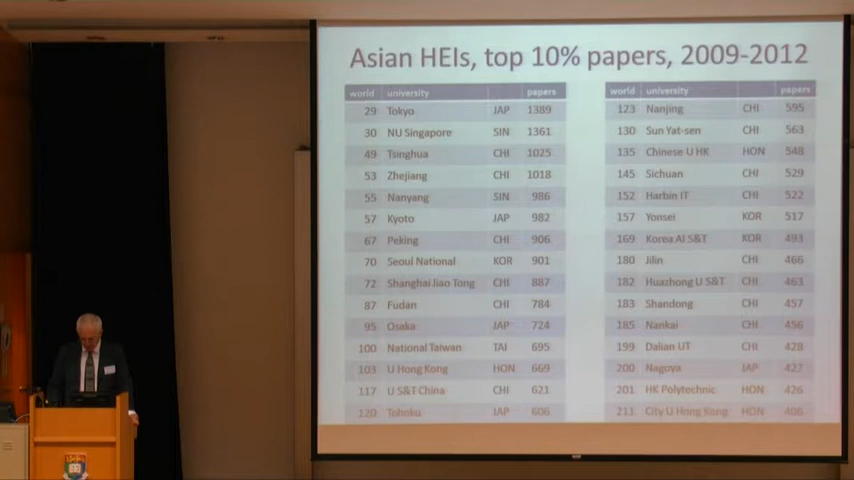 Asian HEIs, top 10% papers, 2009-2012
world university papers
29 Tokyo JAP 1389
30 NU Singapore SIN 1361
49 Tsinghua CHI 1025
53 Zhejiang CHI 1018
55 Nanyang SIN 986
57 Kyoto JAP 982
67 Peking CHI 906
70 Seoul National KOR 901
72 Shanghai Jiao Tong CHI 887
87 Fudan CHI 784
95 Osaka JAP 724
100 National Taiwan TAI 695
103 U Hong Kong HON 669
117 U S&T China CHI 621
120 Tohoku JAP 606
world university papers
123 Nanjing CHI 595
130 Sun Yat-sen CHI 563
135 Chinese U HK HON 548
145 Sichuan CHI 529
152 Harbin IT CHI 522
157 Yonsei KOR 517
169 Korea AI S&T KOR 493
180 Jilin CHI 466
182 Huazhong U S&T CHI 463
183 Shandong CHI 457
185 Nankai CHI 456
199 Dalian UT CHI 428
200 Nagoya JAP 427
201 HK Polytechnic HON 426
211 City U Hong Kong HON 406